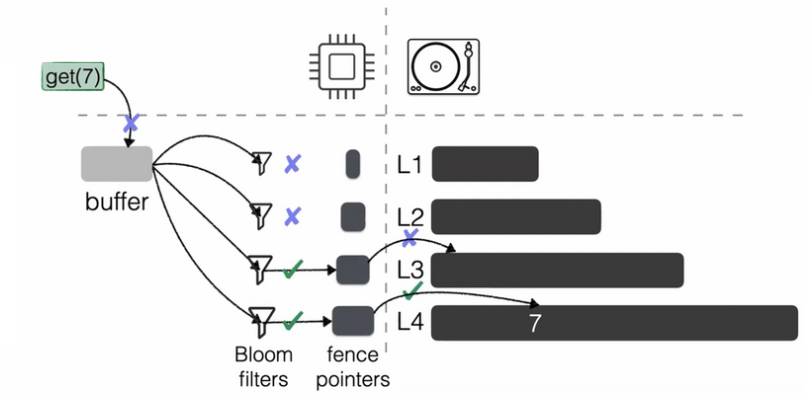 get(7)
buffer
L1
L2
L3
L4
7
Bloom
filters
fence
pointers